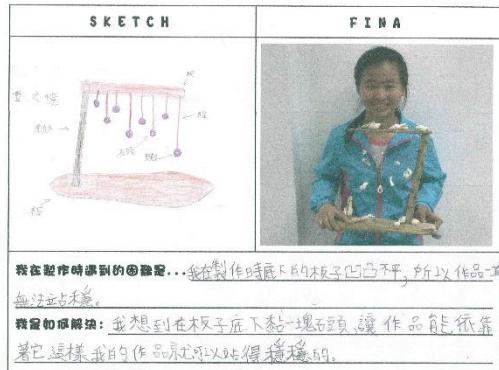 SKETCH
FINA
我在製作時遇到的困難是...我在製作時底下的板子凹凸不平,所以作品一直
無法站穩。
我是如何解決:我想到在板子底下黏一塊石頭,讓作品能依靠
著它這樣我的作品就可以站得穩穩的。